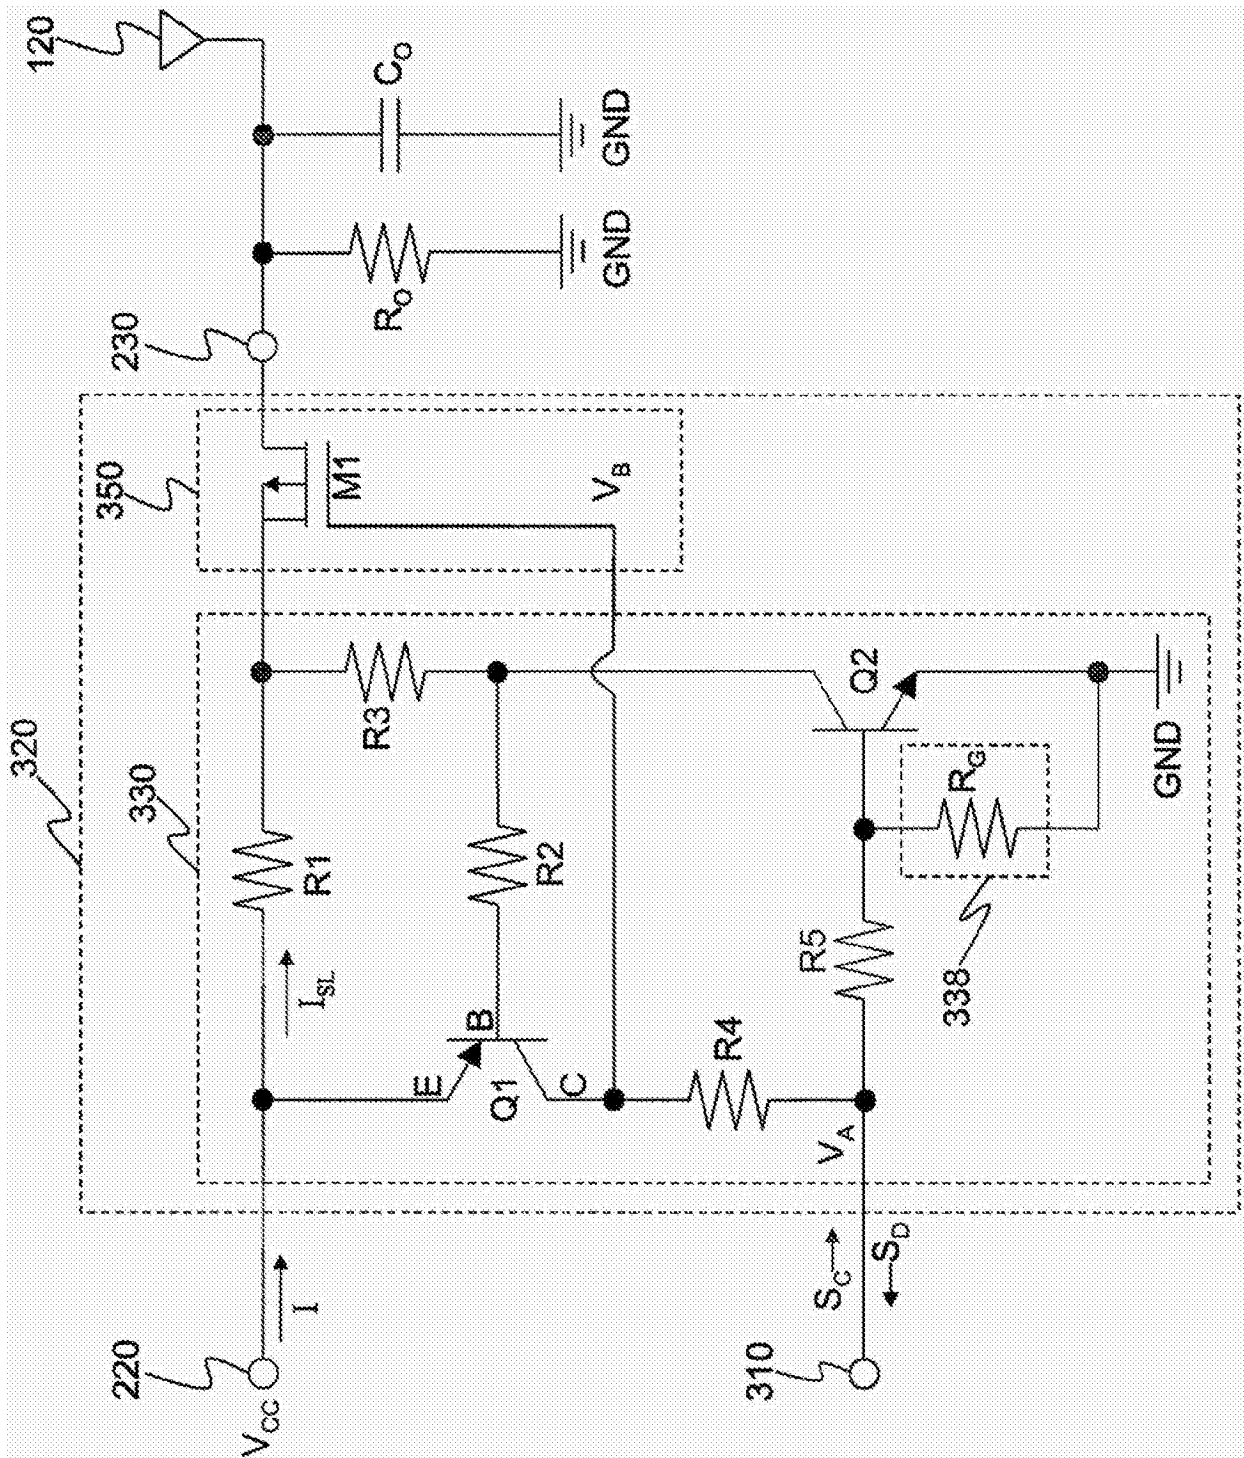 320
330
350
230
120
220
V_CC
I
I_SL
R1
R3
R2
E
B
Q1
C
M1
V_B
R_O
C_O
GND
GND
R4
V_A
R5
Q2
R_G
338
GND
310
S_C
S_D